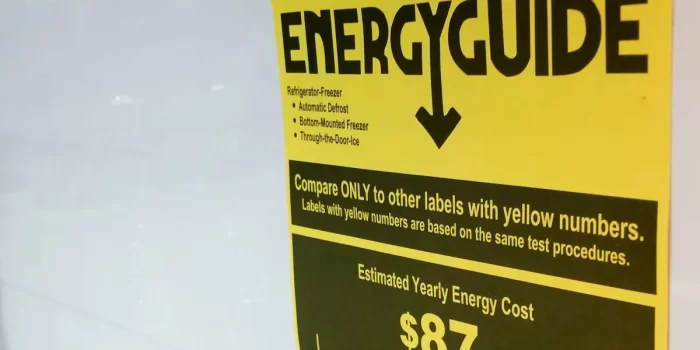 ENERGYGUIDE
Refrigerator-Freezer
• Automatic Defrost
• Bottom-Mounted Freezer
• Through-the-Door-Ice
Compare ONLY to other labels with yellow numbers.
Labels with yellow numbers are based on the same test procedures.
Estimated Yearly Energy Cost
$87